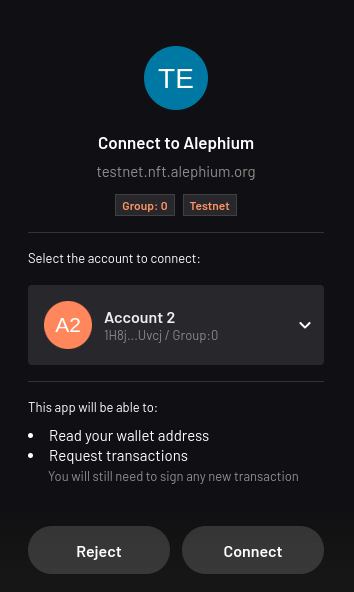 TE
Connect to Alephium
testnet.nft.alephium.org
Group: 0 Testnet
Select the account to connect:
A2
Account 2
1H8j...Uvcj / Group:0
This app will be able to:
• Read your wallet address
• Request transactions
You will still need to sign any new transaction
Reject Connect